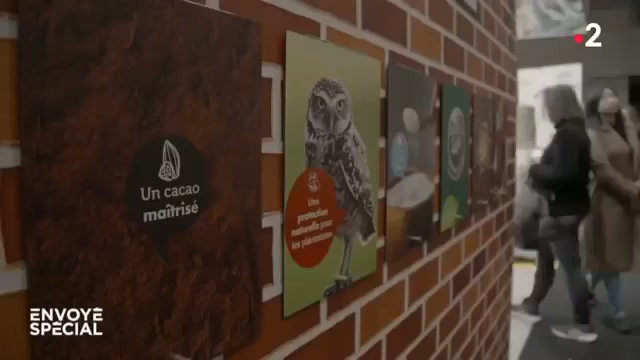 2
Un cacao
maîtrisé
Une
protection
naturelle pour
les plantations
ENVOYÉ
SPÉCIAL